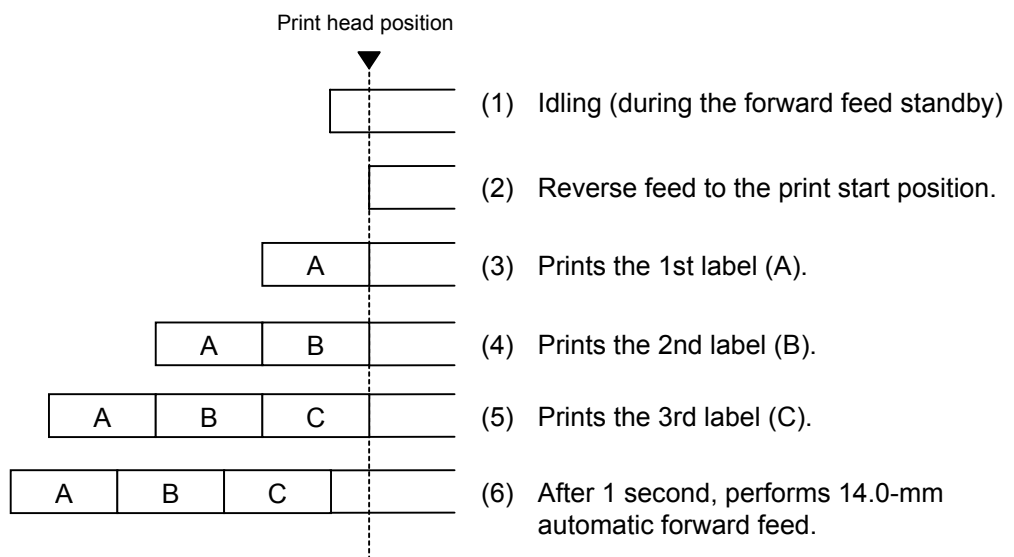 Print head position
(1) Idling (during the forward feed standby)
(2) Reverse feed to the print start position.
A (3) Prints the 1st label (A).
A B (4) Prints the 2nd label (B).
A B C (5) Prints the 3rd label (C).
A B C (6) After 1 second, performs 14.0-mm
automatic forward feed.